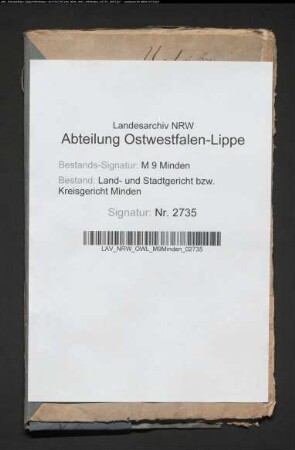 Landesarchiv NRW
Abteilung Ostwestfalen-Lippe
Bestands-Signatur: M 9 Minden
Bestand: Land- und Stadtgericht bzw.
Kreisgericht Minden
Signatur: Nr. 2735
LAV_NRW_OWL_M9Minden_02735